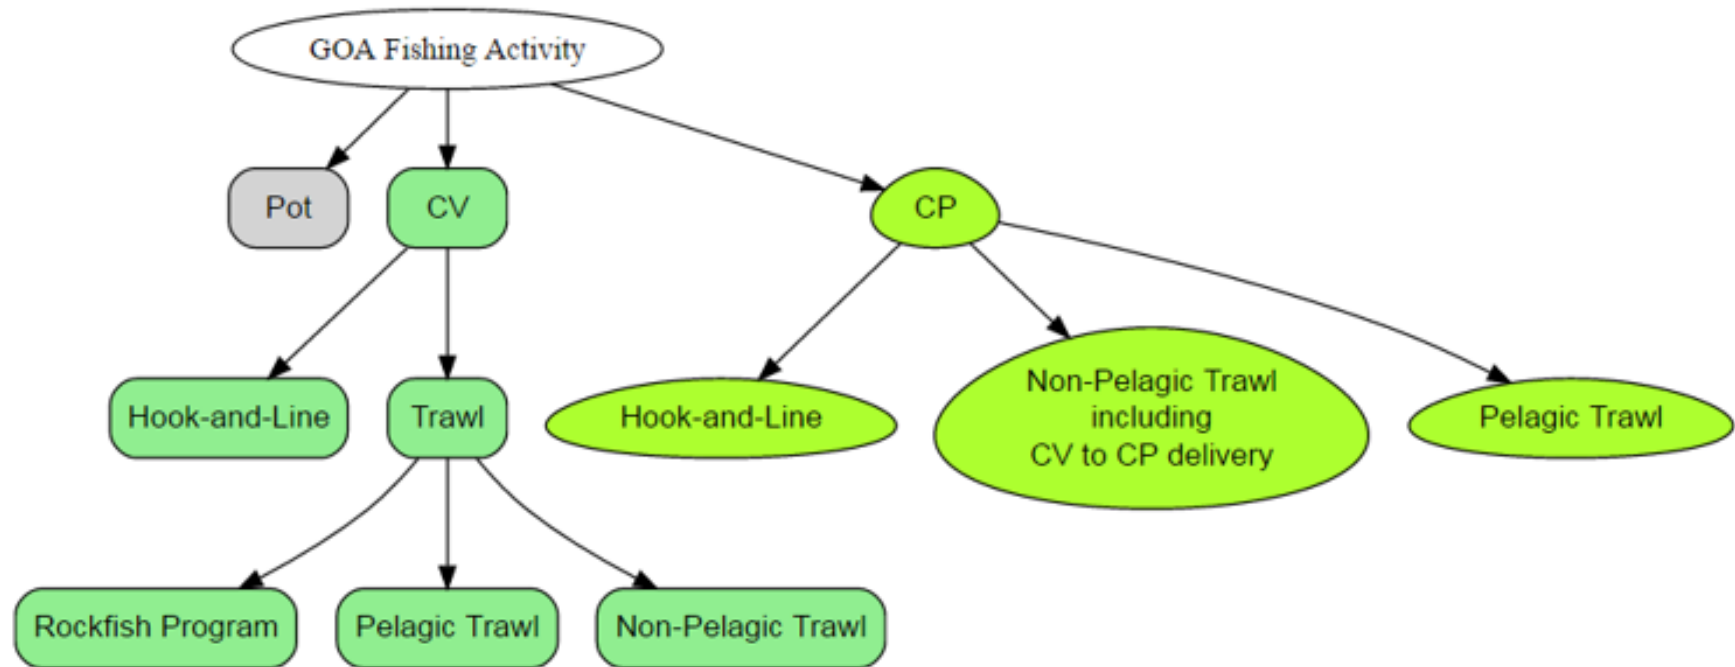 GOA Fishing Activity
Pot
CV
CP
Hook-and-Line
Trawl
Hook-and-Line
Non-Pelagic Trawl
including
CV to CP delivery
Pelagic Trawl
Rockfish Program
Pelagic Trawl
Non-Pelagic Trawl